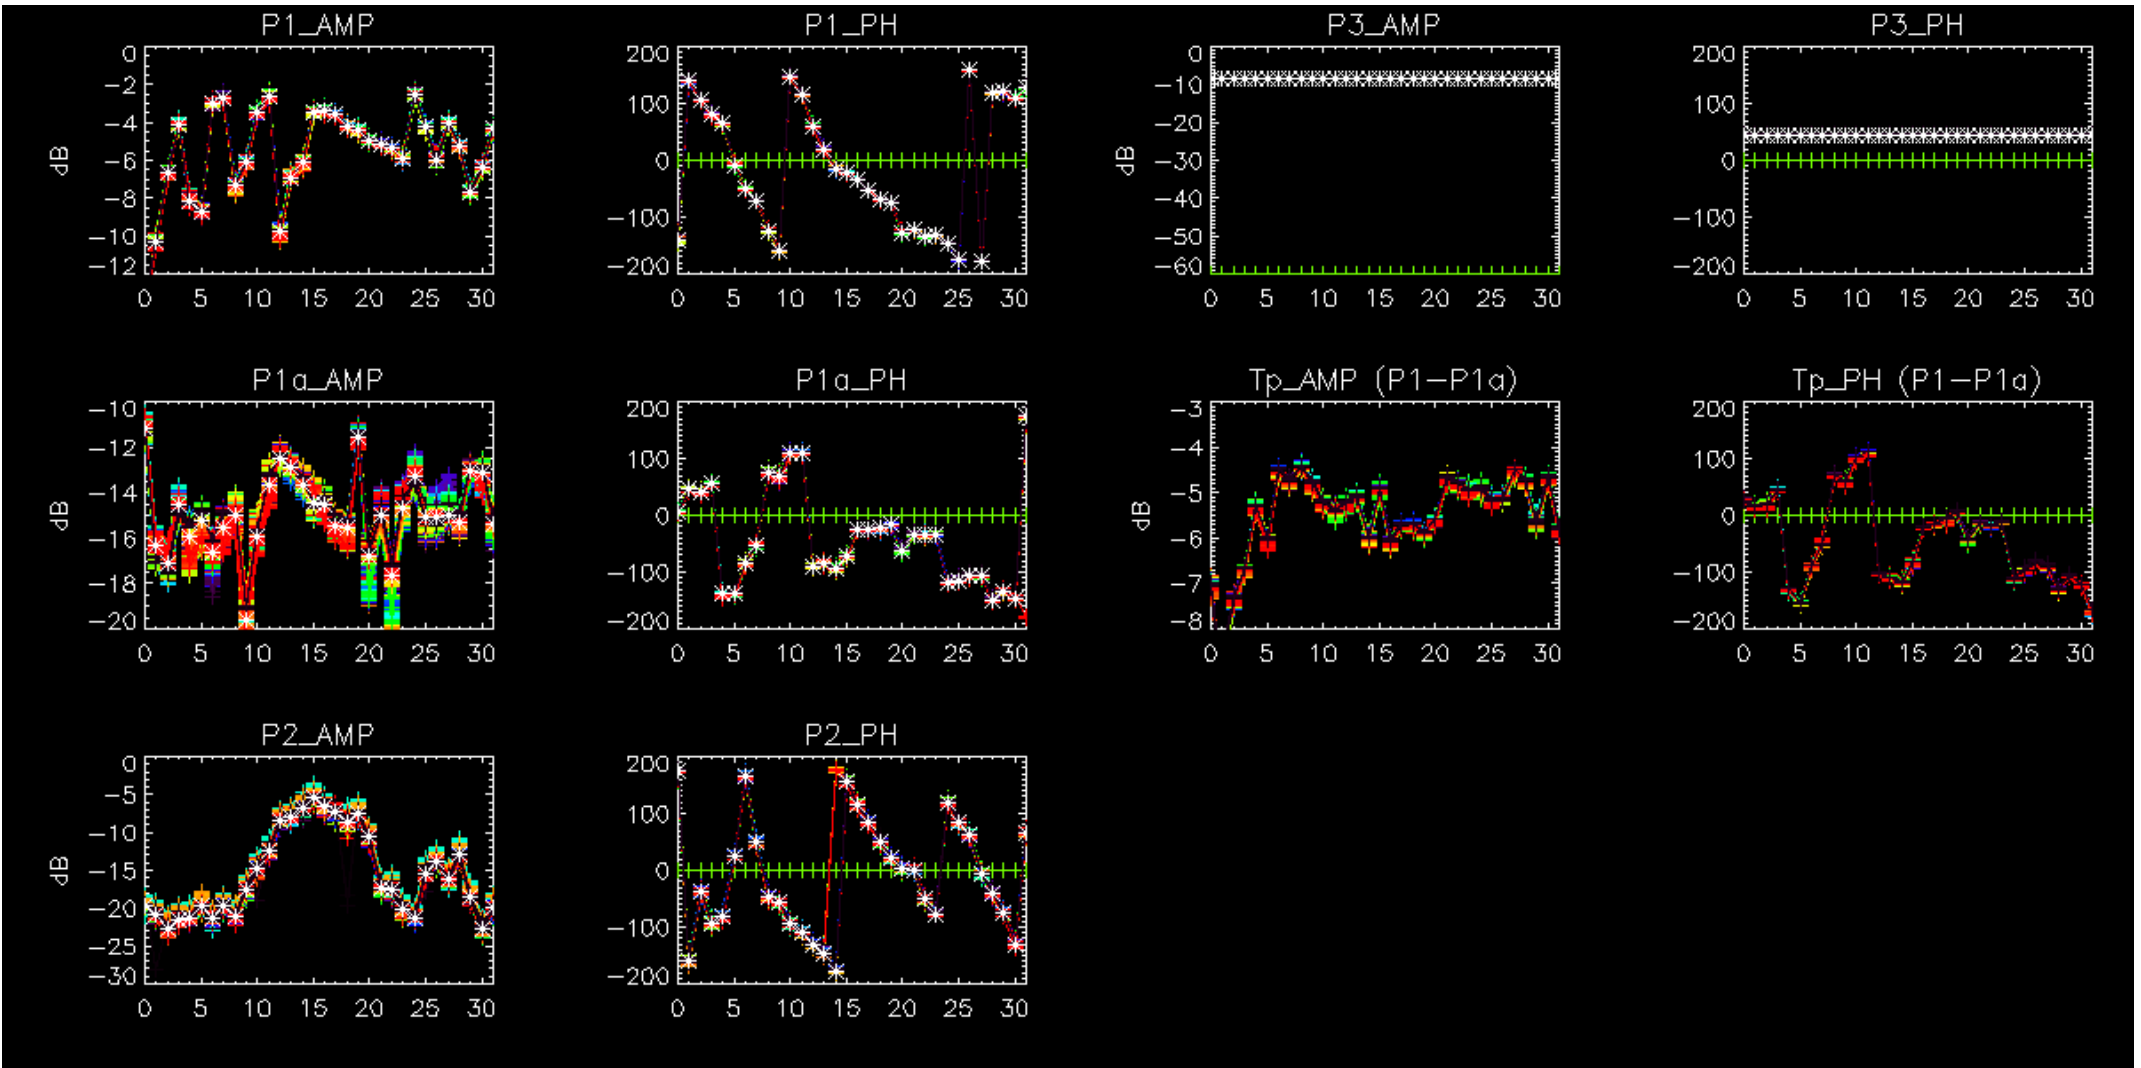 P1_AMP P1_PH P3_AMP P3_PH
0 200 0 200
−2 100 −10 100
−4 0 −20 0
−6 −100 −30 −100
−8 −200 −40 −200
−10 −50
−12 −60
dB dB
0 5 10 15 20 25 30 0 5 10 15 20 25 30 0 5 10 15 20 25 30 0 5 10 15 20 25 30
P1a_AMP P1a_PH Tp_AMP (P1−P1a) Tp_PH (P1−P1a)
−10 200 −3 200
−12 100 −4 100
−14 0 −5 0
−16 −100 −6 −100
−18 −200 −7 −200
−20 −8
dB dB
0 5 10 15 20 25 30 0 5 10 15 20 25 30 0 5 10 15 20 25 30 0 5 10 15 20 25 30
P2_AMP P2_PH
0 200
−5 100
−10 0
−15 −100
−20 −200
−25
−30
dB
0 5 10 15 20 25 30 0 5 10 15 20 25 30